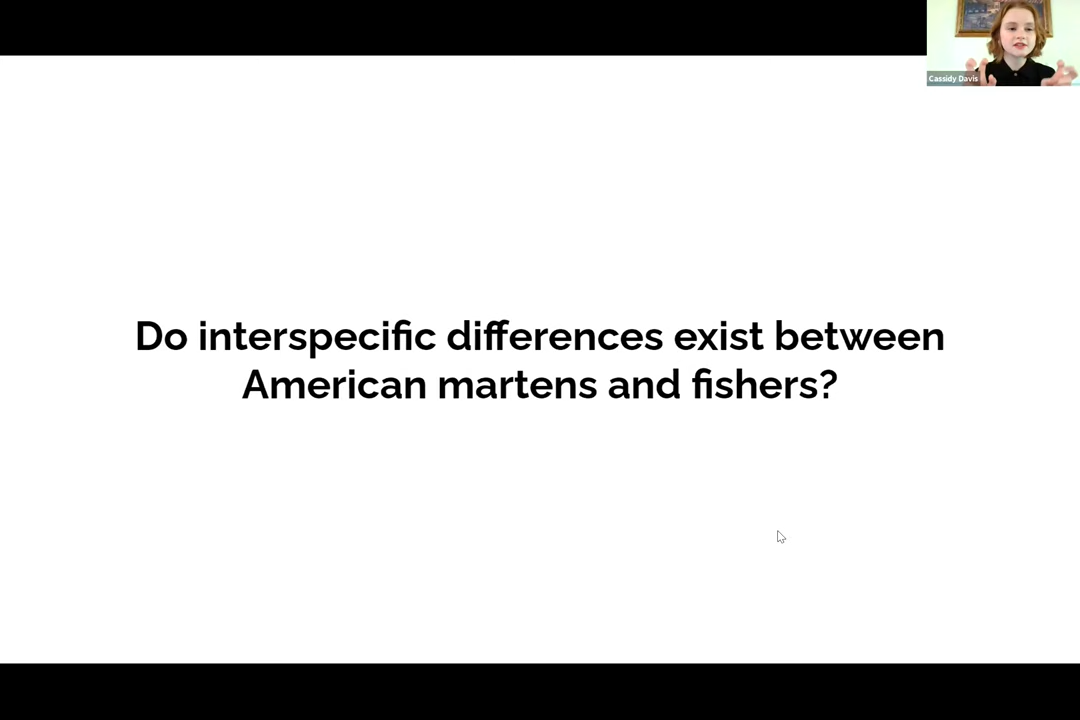 Cassidy Davis
Do interspecific differences exist between
American martens and fishers?